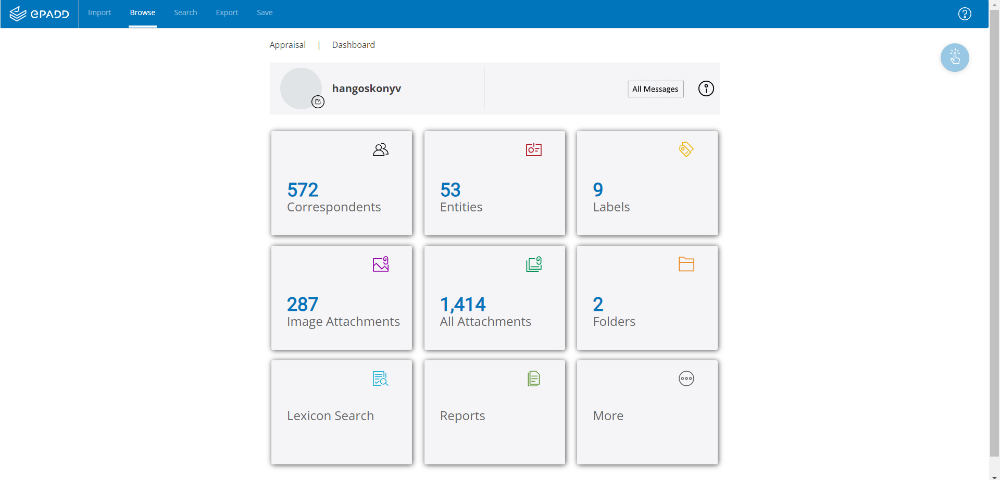 ePADD
Import
Browse
Search
Export
Save
Appraisal | Dashboard
hangoskonyv
All Messages
572
Correspondents
53
Entities
9
Labels
287
Image Attachments
1,414
All Attachments
2
Folders
Lexicon Search
Reports
More